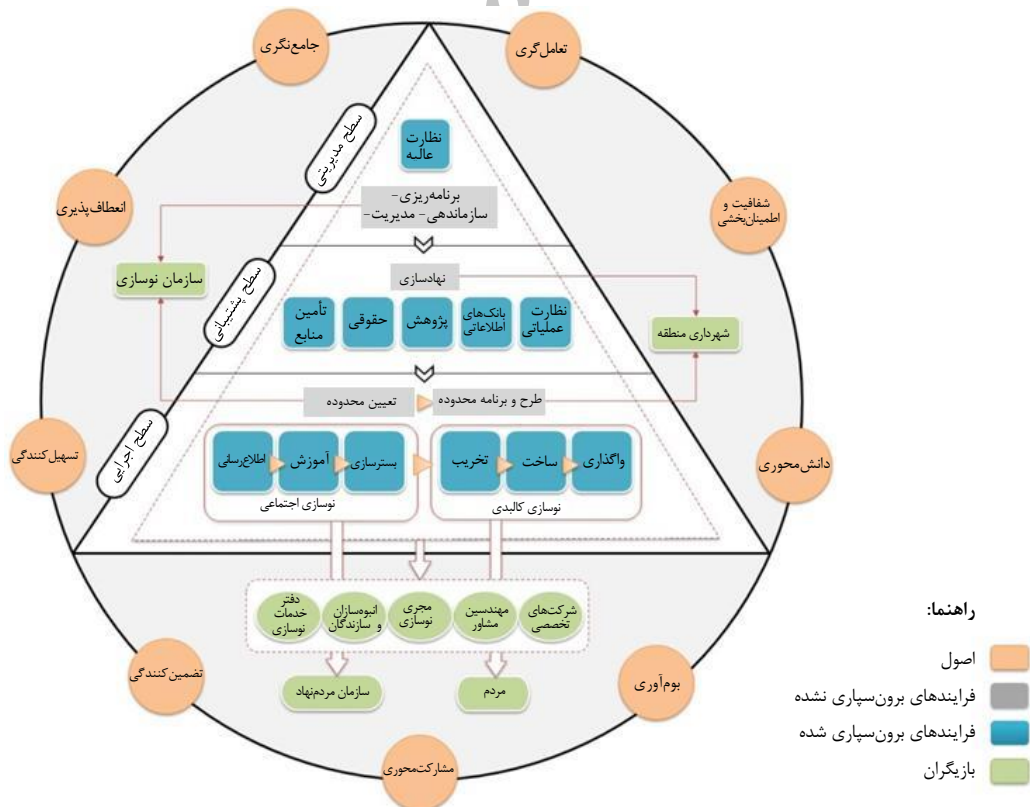 تعامل‌گری
جامع‌نگری
شفافیت و
اطمینان‌بخشی
انعطاف‌پذیری
دانش‌محوری
تسهیل‌کنندگی
بوم‌آوری
تضمین‌کنندگی
مشارکت‌محوری
سطح مدیریتی
نظارت
عالیه
برنامه‌ریزی-
سازماندهی- مدیریت-
سازمان نوسازی
سطح پشتیبانی
نهادسازی
نظارت
عملیاتی
بانک‌های
اطلاعاتی
پژوهش
حقوقی
تأمین
منابع
شهرداری منطقه
سطح اجرایی
تعیین محدوده
طرح و برنامه محدوده
اطلاع‌رسانی
آموزش
بسترسازی
نوسازی اجتماعی
تخریب
ساخت
واگذاری
نوسازی کالبدی
شرکت‌های
تخصصی
مهندسین
مشاور
مجری
نوسازی
انبوه‌سازان
و سازندگان
دفتر
خدمات
نوسازی
مردم
سازمان مردم‌نهاد
راهنما:
اصول
فرایندهای برون‌سپاری نشده
فرایندهای برون‌سپاری شده
بازیگران